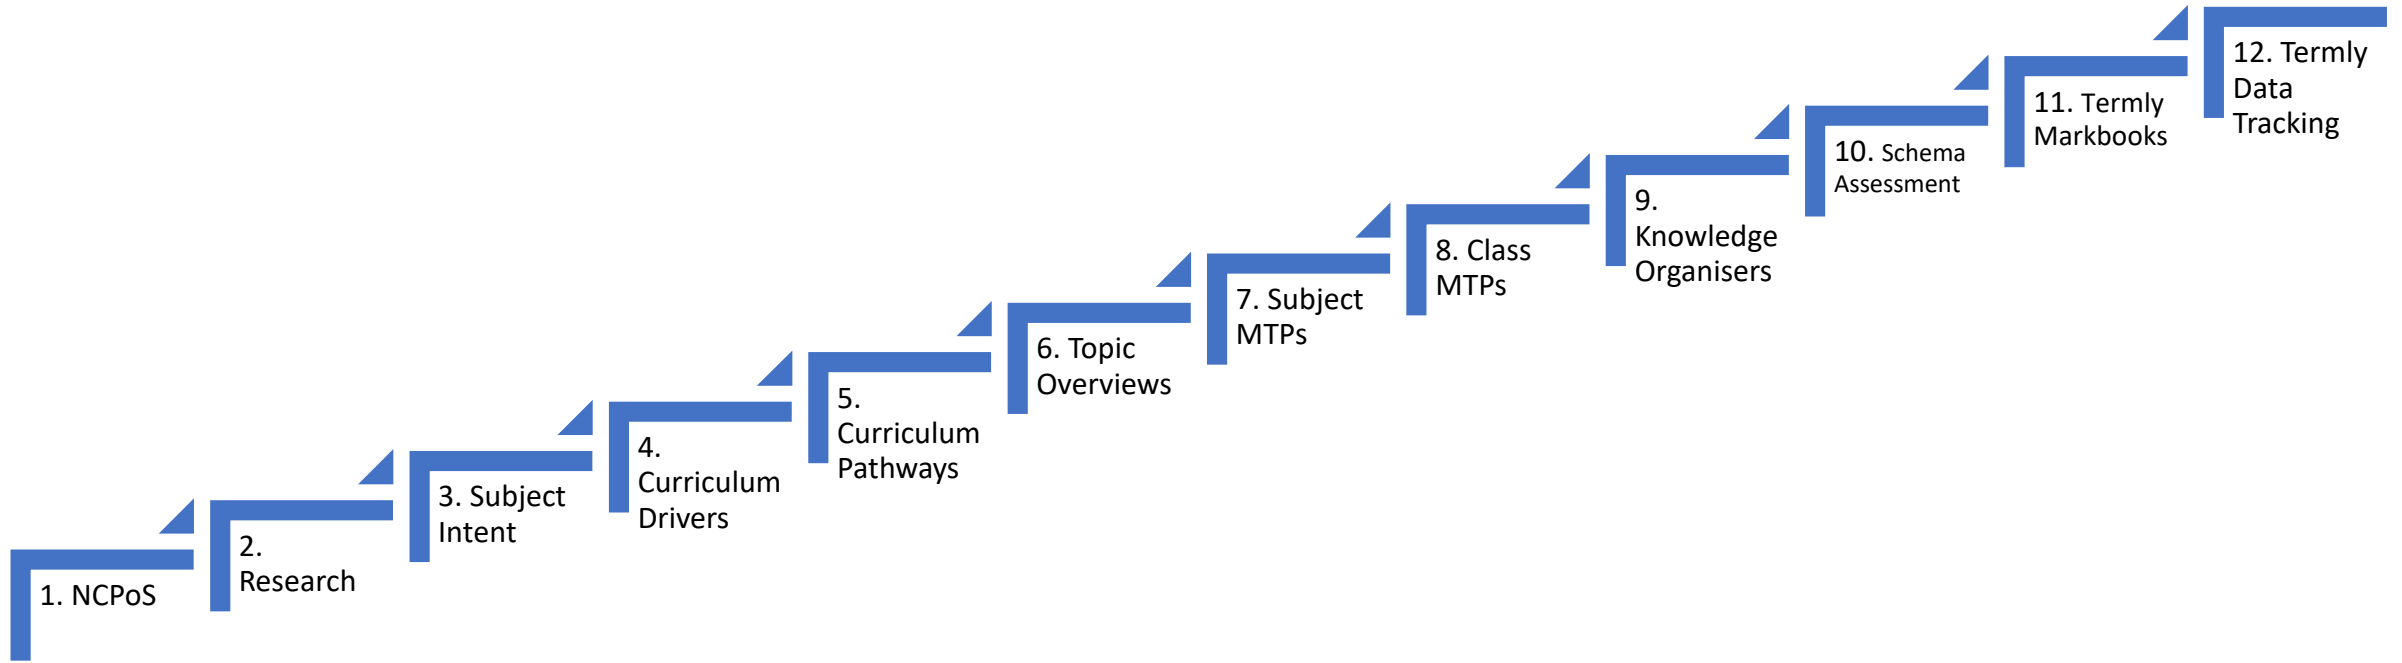 1. NCPoS
2.
Research
3. Subject
Intent
4.
Curriculum
Drivers
5.
Curriculum
Pathways
6. Topic
Overviews
7. Subject
MTPs
8. Class
MTPs
9.
Knowledge
Organisers
10. Schema
Assessment
11. Termly
Markbooks
12. Termly
Data
Tracking